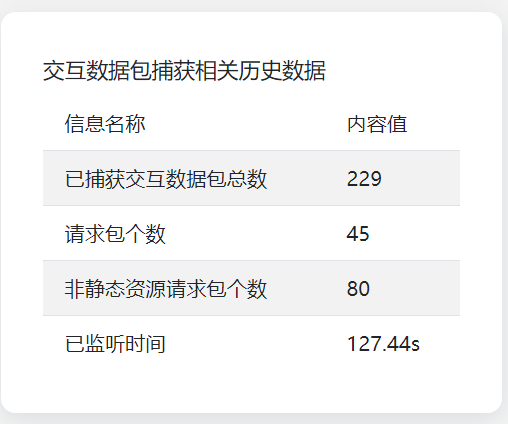 交互数据包捕获相关历史数据
信息名称 内容值
已捕获交互数据包总数 229
请求包个数 45
非静态资源请求包个数 80
已监听时间 127.44s